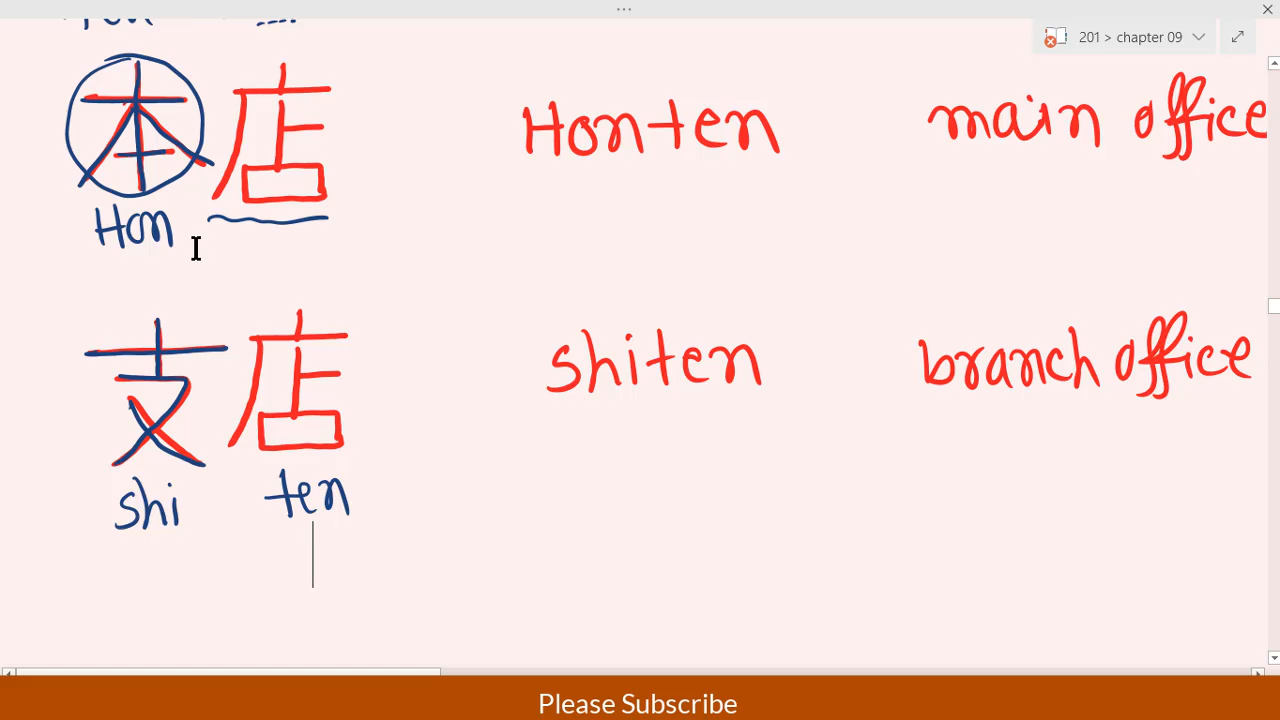 201 > chapter 09
本店 Honten main office
Hon
支店 shiten branch office
shi ten
Please Subscribe